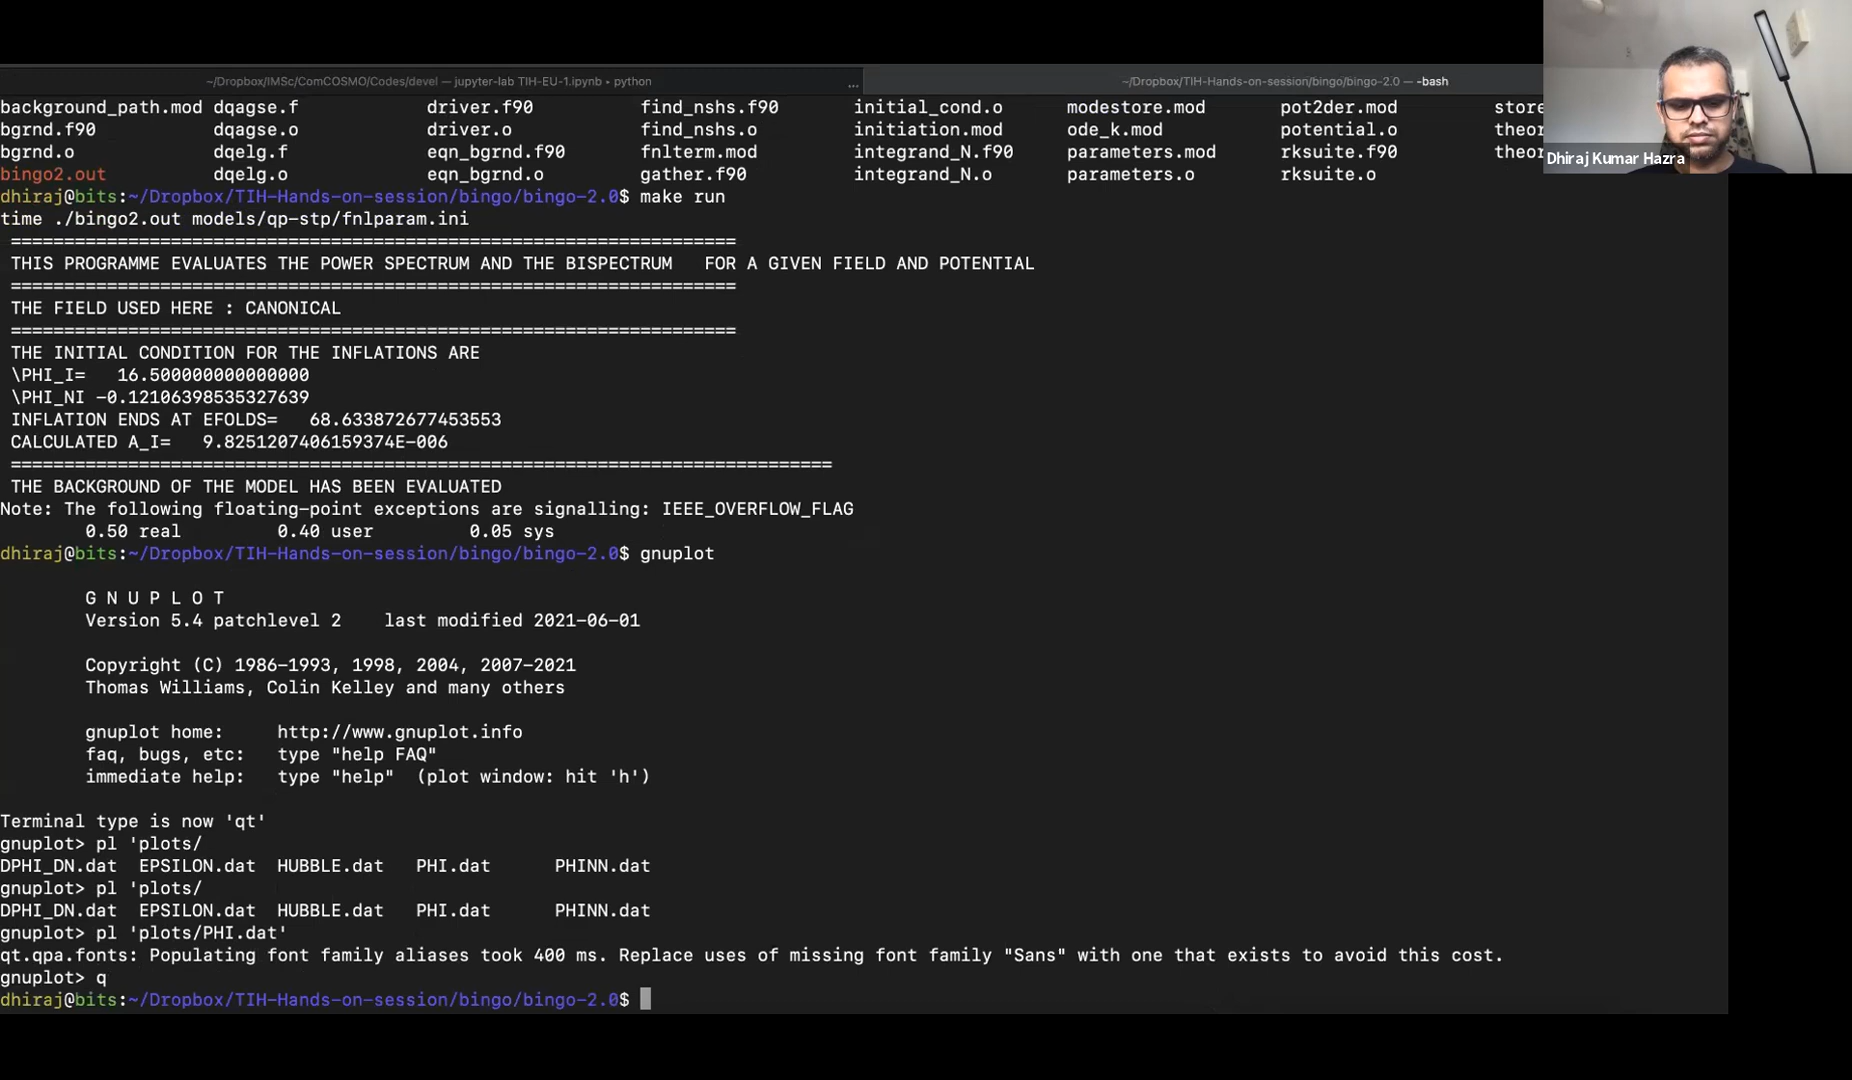 ~/Dropbox/IMSc/ComCOSMO/Codes/devel — jupyter-lab TIH-EU-1.ipynb • python ... ~/Dropbox/TIH-Hands-on-session/bingo/bingo-2.0 — -bash
background_path.mod dqagse.f driver.f90 find_nshs.f90 initial_cond.o modestore.mod pot2der.mod store
bgrnd.f90 dqagse.o driver.o find_nshs.o initiation.mod ode_k.mod potential.o theor
bgrnd.o dqelg.f eqn_bgrnd.f90 fnlterm.mod integrand_N.f90 parameters.mod rksuite.f90 theor
bingo2.out dqelg.o eqn_bgrnd.o gather.f90 integrand_N.o parameters.o rksuite.o
Dhiraj Kumar Hazra
dhiraj@bits:~/Dropbox/TIH-Hands-on-session/bingo/bingo-2.0$ make run
time ./bingo2.out models/qp-stp/fnlparam.ini
====================================================================
THIS PROGRAMME EVALUATES THE POWER SPECTRUM AND THE BISPECTRUM   FOR A GIVEN FIELD AND POTENTIAL
====================================================================
THE FIELD USED HERE : CANONICAL
====================================================================
THE INITIAL CONDITION FOR THE INFLATIONS ARE
\PHI_I=   16.500000000000000
\PHI_NI -0.12106398535327639
INFLATION ENDS AT EFOLDS=   68.633872677453553
CALCULATED A_I=   9.8251207406159374E-006
=============================================================================
THE BACKGROUND OF THE MODEL HAS BEEN EVALUATED
Note: The following floating-point exceptions are signalling: IEEE_OVERFLOW_FLAG
0.50 real         0.40 user         0.05 sys
dhiraj@bits:~/Dropbox/TIH-Hands-on-session/bingo/bingo-2.0$ gnuplot
G N U P L O T
Version 5.4 patchlevel 2    last modified 2021-06-01
Copyright (C) 1986-1993, 1998, 2004, 2007-2021
Thomas Williams, Colin Kelley and many others
gnuplot home:     http://www.gnuplot.info
faq, bugs, etc:   type "help FAQ"
immediate help:   type "help"  (plot window: hit 'h')
Terminal type is now 'qt'
gnuplot> pl 'plots/
DPHI_DN.dat  EPSILON.dat  HUBBLE.dat   PHI.dat      PHINN.dat
gnuplot> pl 'plots/
DPHI_DN.dat  EPSILON.dat  HUBBLE.dat   PHI.dat      PHINN.dat
gnuplot> pl 'plots/PHI.dat'
qt.qpa.fonts: Populating font family aliases took 400 ms. Replace uses of missing font family "Sans" with one that exists to avoid this cost.
gnuplot> q
dhiraj@bits:~/Dropbox/TIH-Hands-on-session/bingo/bingo-2.0$